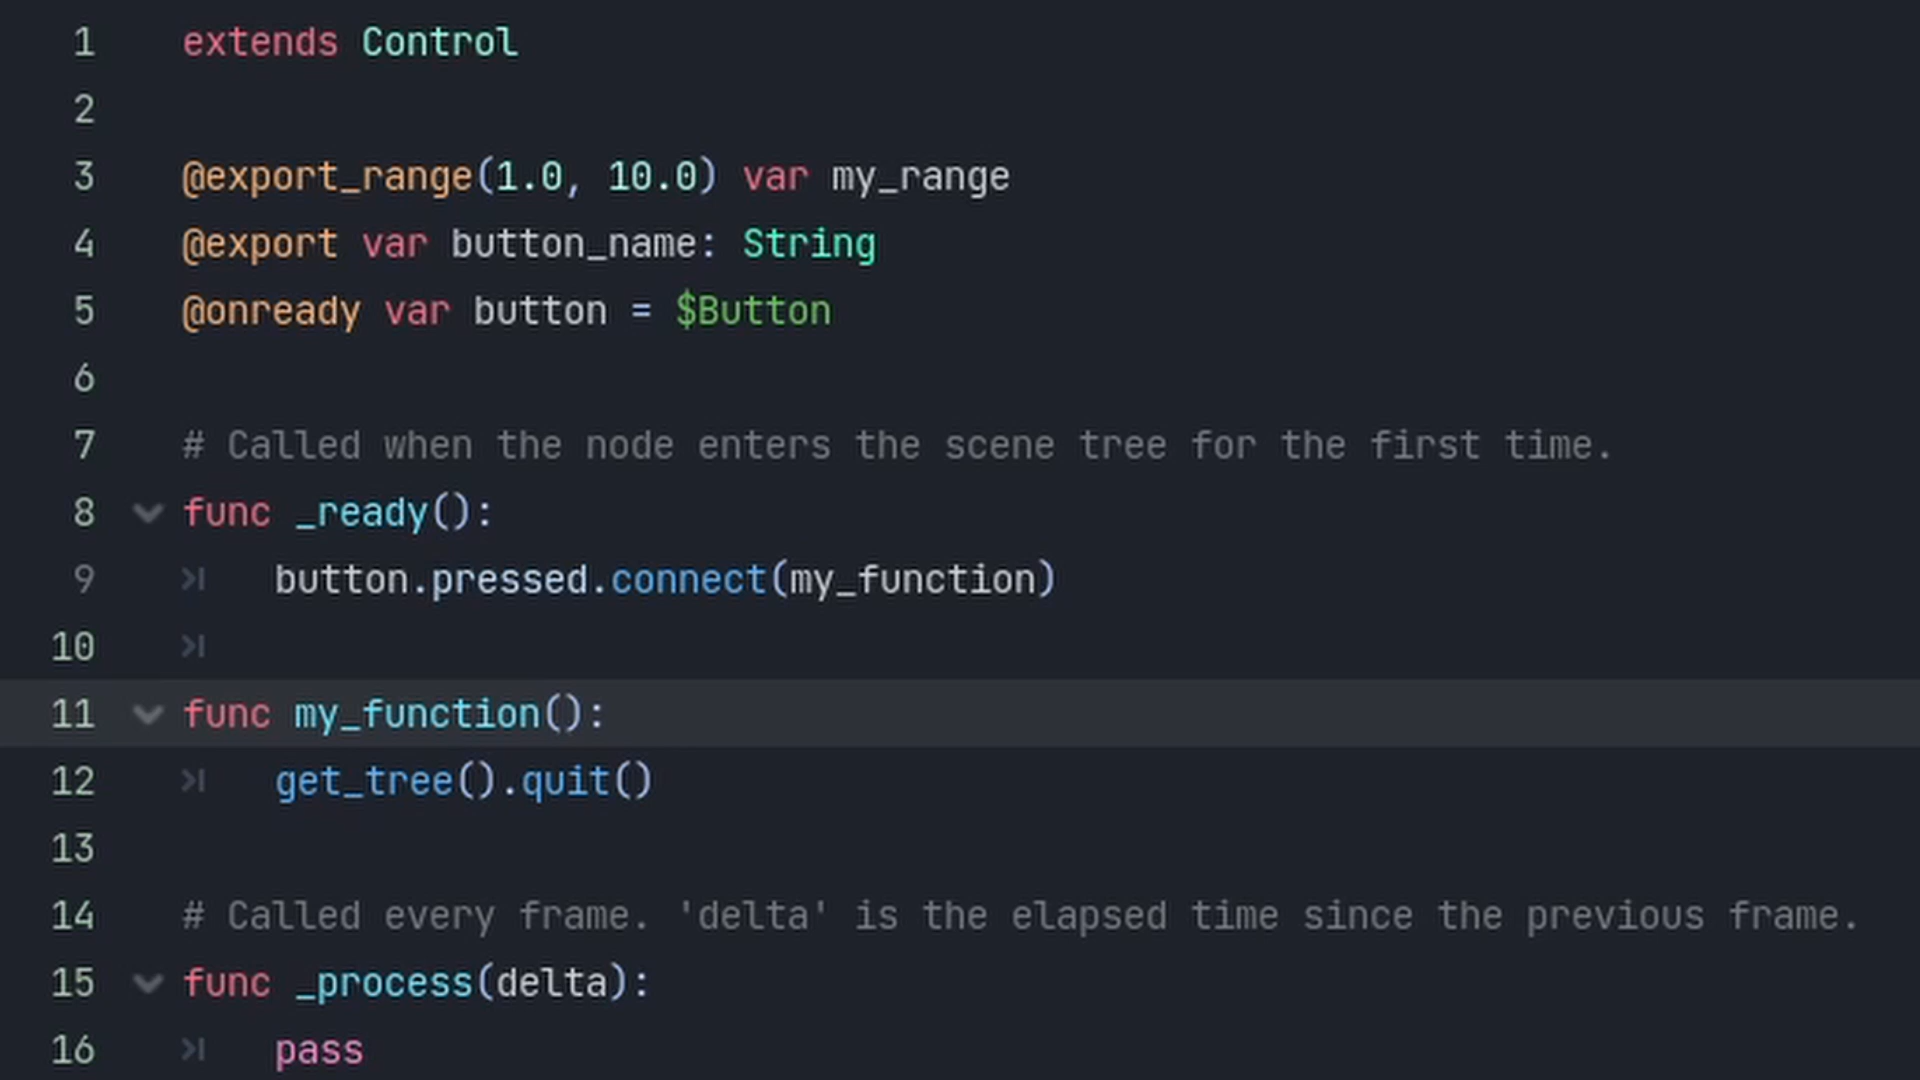 1 extends Control
2
3 @export_range(1.0, 10.0) var my_range
4 @export var button_name: String
5 @onready var button = $Button
6
7 # Called when the node enters the scene tree for the first time.
8 func _ready():
9 button.pressed.connect(my_function)
10
11 func my_function():
12 get_tree().quit()
13
14 # Called every frame. 'delta' is the elapsed time since the previous frame.
15 func _process(delta):
16 pass